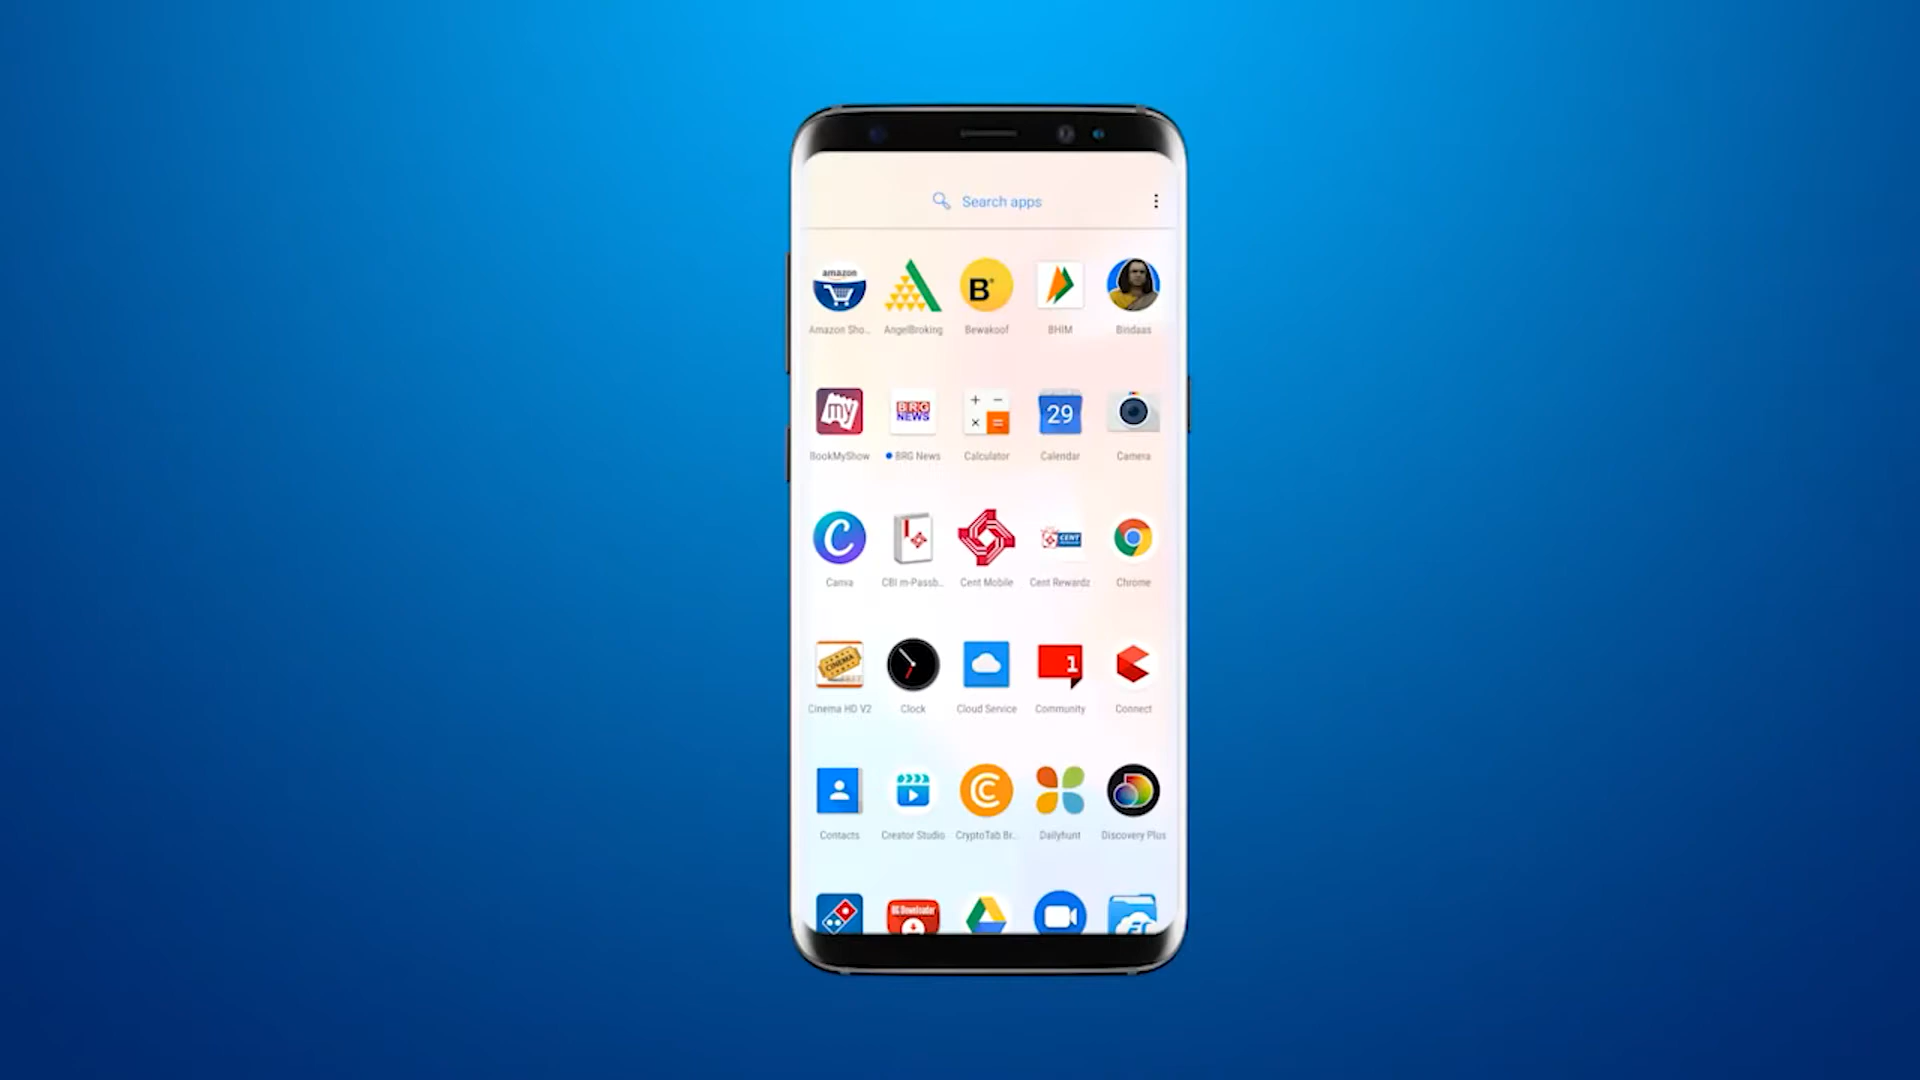 Search apps
amazon
B
Amazon Sho... AngelBroking Bewakoof BHIM Bindaas
my BRG NEWS + − × = 29
BookMyShow BRG News Calculator Calendar Camera
C CENT
Canva CBI m-Passb... Cent Mobile Cent Rewardz Chrome
CINEMA 1
Cinema HD V2 Clock Cloud Service Community Connect
C
Contacts Creator Studio CryptoTab Br... Dailyhunt Discovery Plus
Downloader